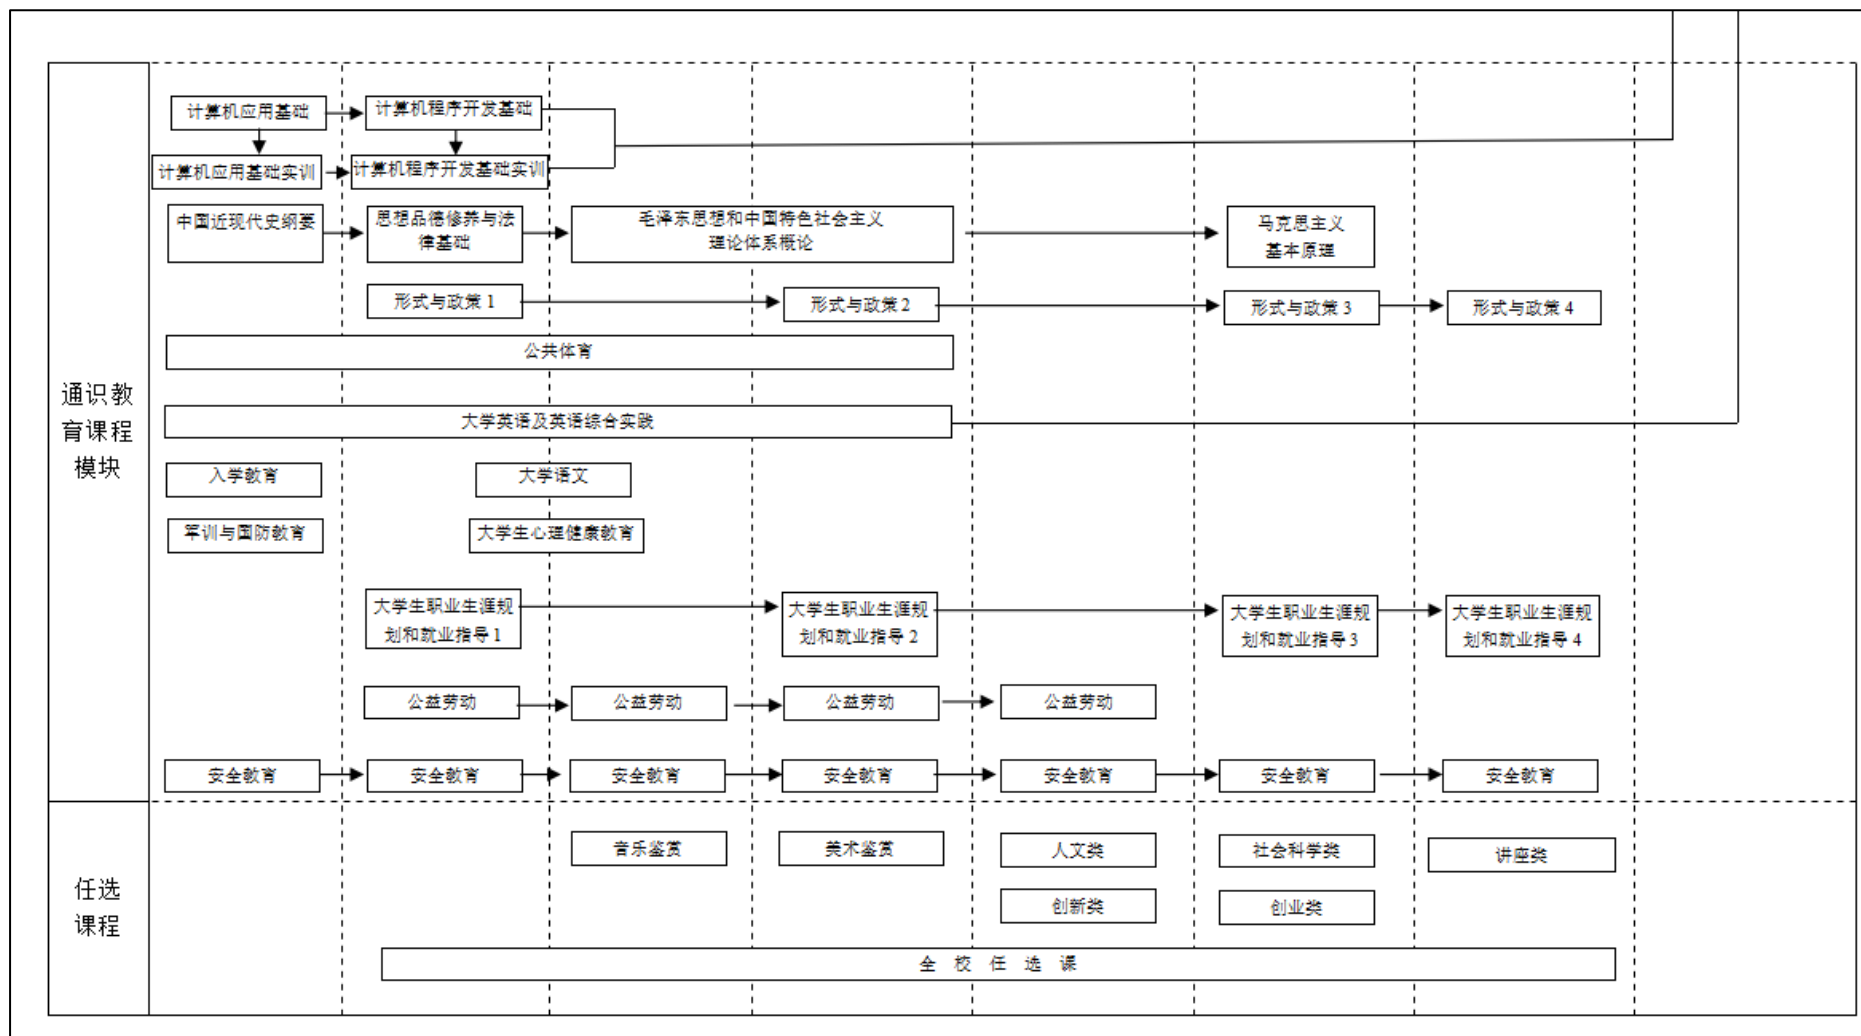 通识教
育课程
模块
计算机应用基础
计算机程序开发基础
计算机应用基础实训
计算机程序开发基础实训
中国近现代史纲要
思想品德修养与法
律基础
毛泽东思想和中国特色社会主义
理论体系概论
马克思主义
基本原理
形式与政策 1
形式与政策 2
形式与政策 3
形式与政策 4
公共体育
大学英语及英语综合实践
入学教育
大学语文
军训与国防教育
大学生心理健康教育
大学生职业生涯规
划和就业指导 1
大学生职业生涯规
划和就业指导 2
大学生职业生涯规
划和就业指导 3
大学生职业生涯规
划和就业指导 4
公益劳动
公益劳动
公益劳动
公益劳动
安全教育
安全教育
安全教育
安全教育
安全教育
安全教育
安全教育
任选
课程
音乐鉴赏
美术鉴赏
人文类
社会科学类
讲座类
创新类
创业类
全 校 任 选 课